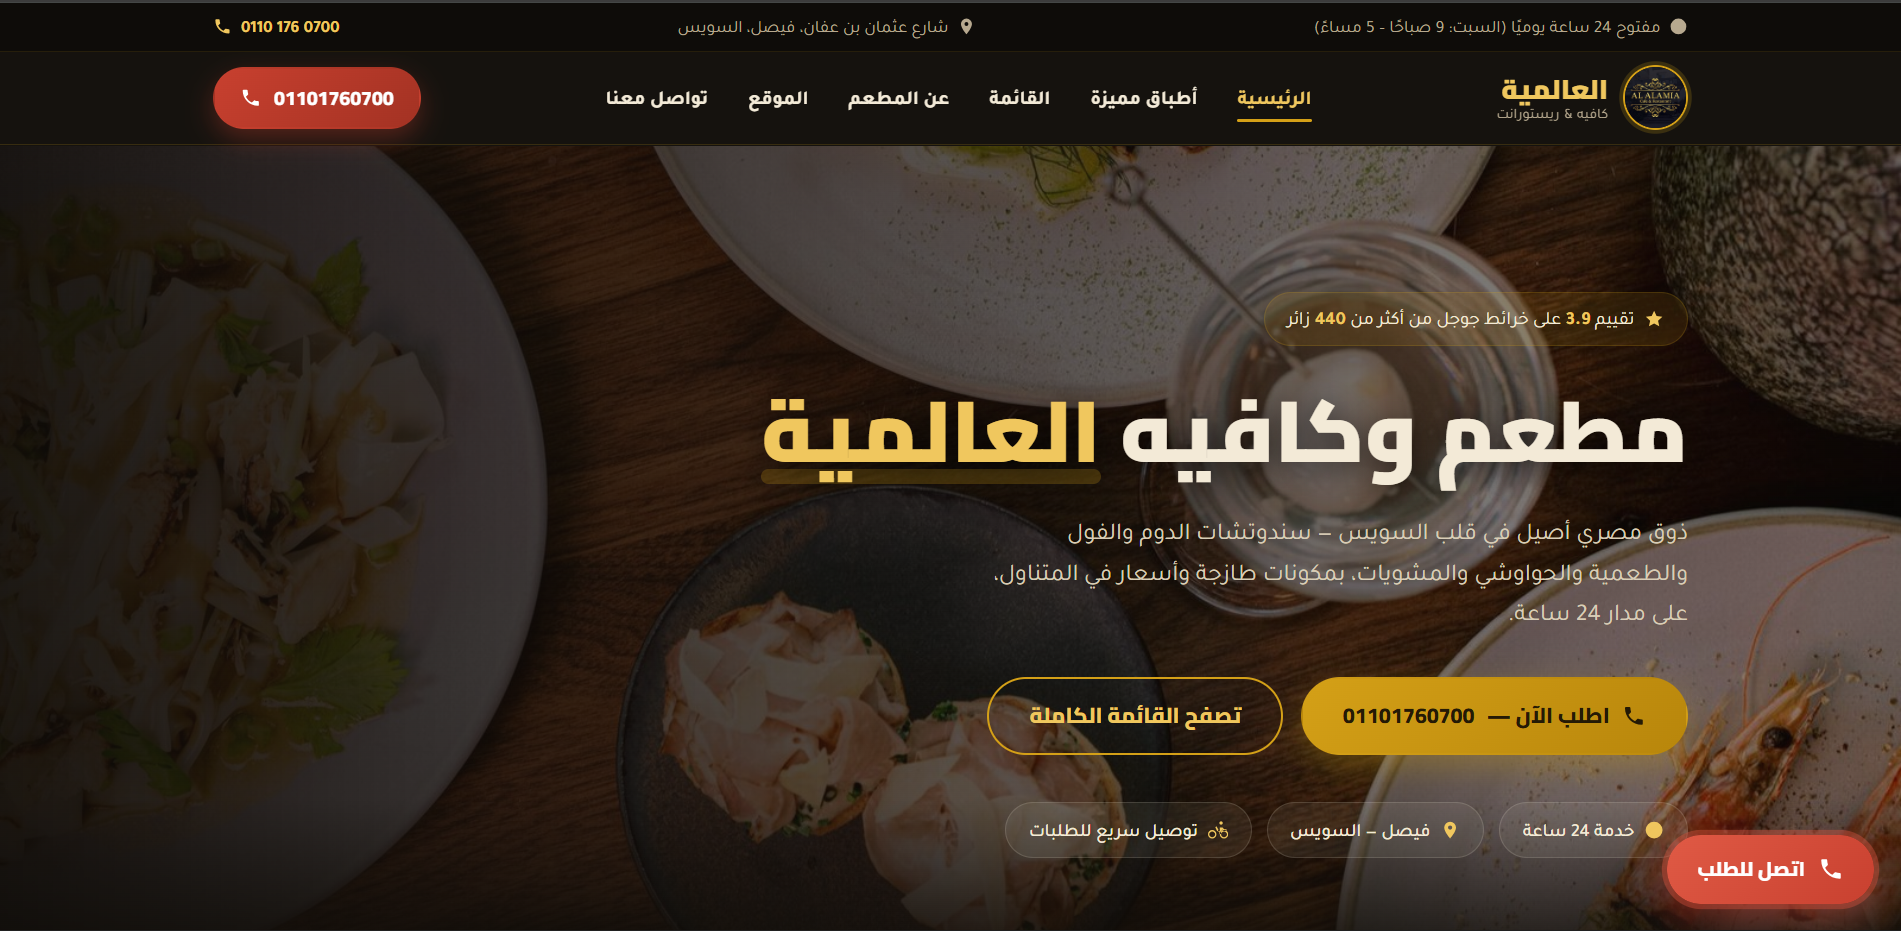 مفتوح 24 ساعة يوميًا (السبت: 9 صباحًا - 5 مساءً)
شارع عثمان بن عفان، فيصل، السويس
0110 176 0700
AL ALAMIA
العالمية
كافيه & ريستورانت
الرئيسية
أطباق مميزة
القائمة
عن المطعم
الموقع
تواصل معنا
01101760700
تقييم 3.9 على خرائط جوجل من أكثر من 440 زائر
مطعم وكافيه العالمية
ذوق مصري أصيل في قلب السويس – سندوتشات الدوم والفول
والطعمية والحواوشي والمشويات، بمكونات طازجة وأسعار في المتناول،
على مدار 24 ساعة.
اطلب الآن — 01101760700
تصفح القائمة الكاملة
خدمة 24 ساعة
فيصل – السويس
توصيل سريع للطلبات
اتصل للطلب